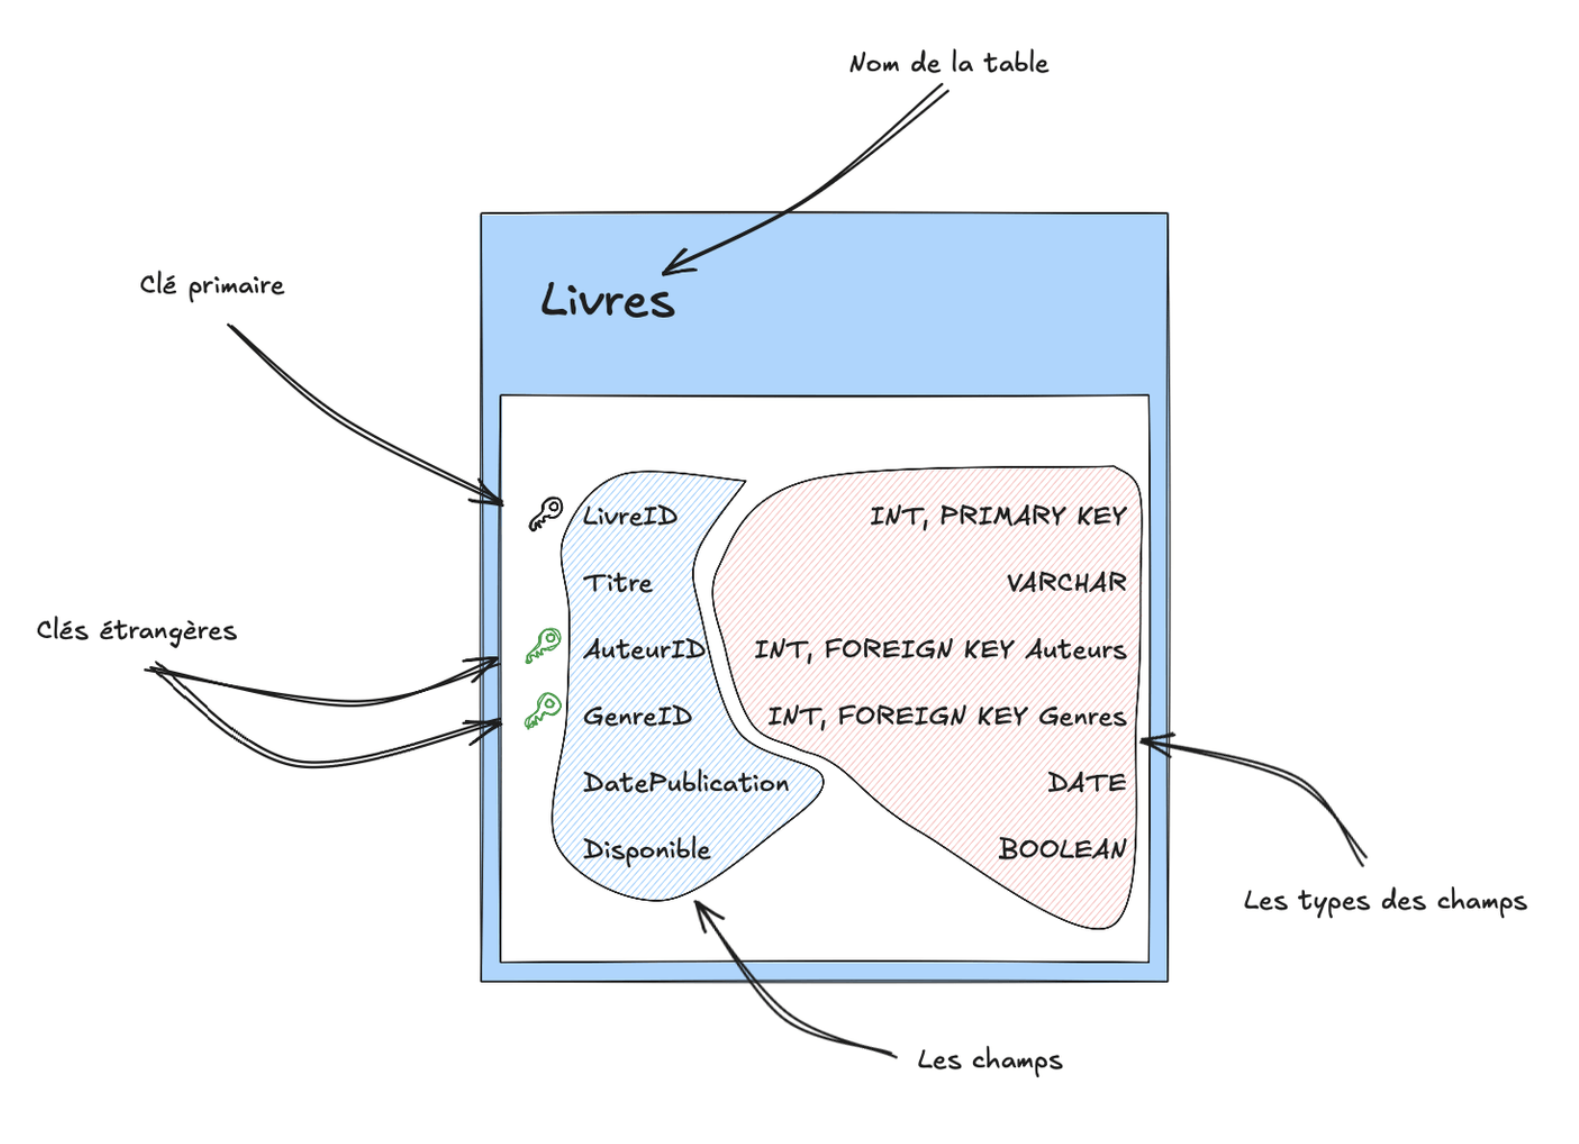 Nom de la table
Livres
Clé primaire
LivreID INT, PRIMARY KEY
Titre VARCHAR
Clés étrangères
AuteurID INT, FOREIGN KEY Auteurs
GenreID INT, FOREIGN KEY Genres
DatePublication DATE
Disponible BOOLEAN
Les types des champs
Les champs